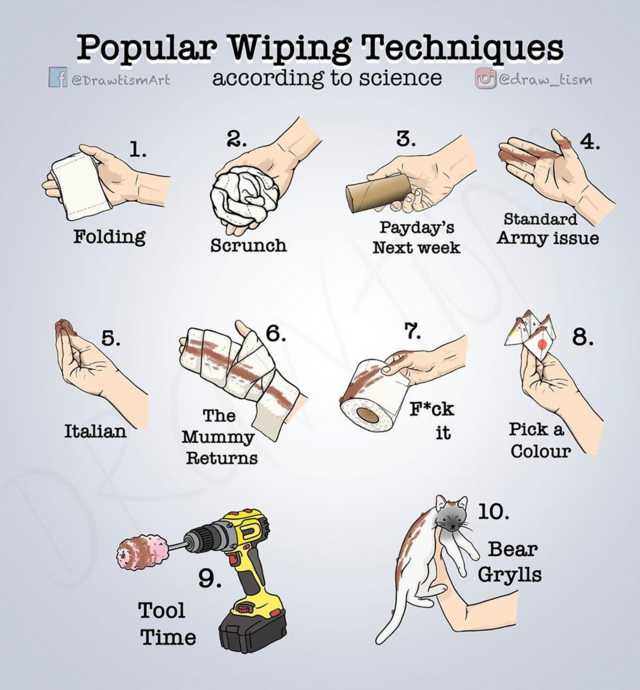 Popular Wiping Techniques
@DrawtismArt
according to science
@draw_tism
1.
Folding
2.
Scrunch
3.
Payday's
Next week
4.
Standard
Army issue
5.
Italian
6.
The
Mummy
Returns
7.
F*ck
it
8.
Pick a
Colour
9.
Tool
Time
10.
Bear
Grylls